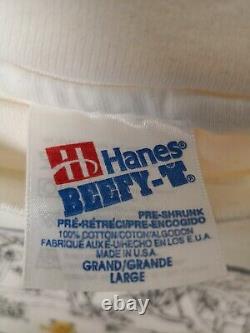 Hanes®
BEEFY-T®
PRE-SHRUNK
PRÉ-RÉTRÉCI/PRE-ENCOGIDO
100% COTTON/COTON/ALGODON
FABRIQUÉ AUX É.-U/HECHO EN LOS E.U.A.
MADE IN U.S.A.
GRAND/GRANDE
LARGE